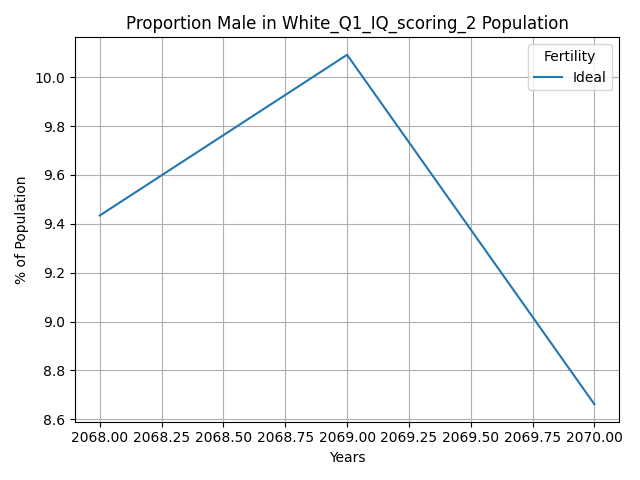 Proportion Male in White_Q1_IQ_scoring_2 Population
Fertility
Ideal
10.0
9.8
9.6
9.4
9.2
9.0
8.8
8.6
% of Population
2068.00 2068.25 2068.50 2068.75 2069.00 2069.25 2069.50 2069.75 2070.00
Years